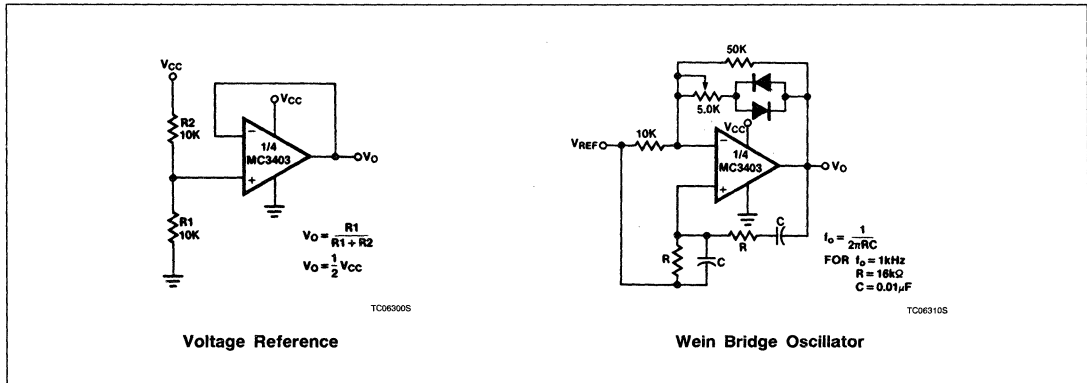 VCC
R2
10K
VCC
−
1/4
MC3403
+
VO
R1
10K
VO = R1 / R1 + R2
VO = 1/2 VCC
TC06300S
Voltage Reference
50K
5.0K
VCC
VREF
10K
−
1/4
MC3403
+
VO
R
C
R
C
fo = 1 / 2πRC
FOR fo = 1kHz
R = 16kΩ
C = 0.01μF
TC06310S
Wein Bridge Oscillator